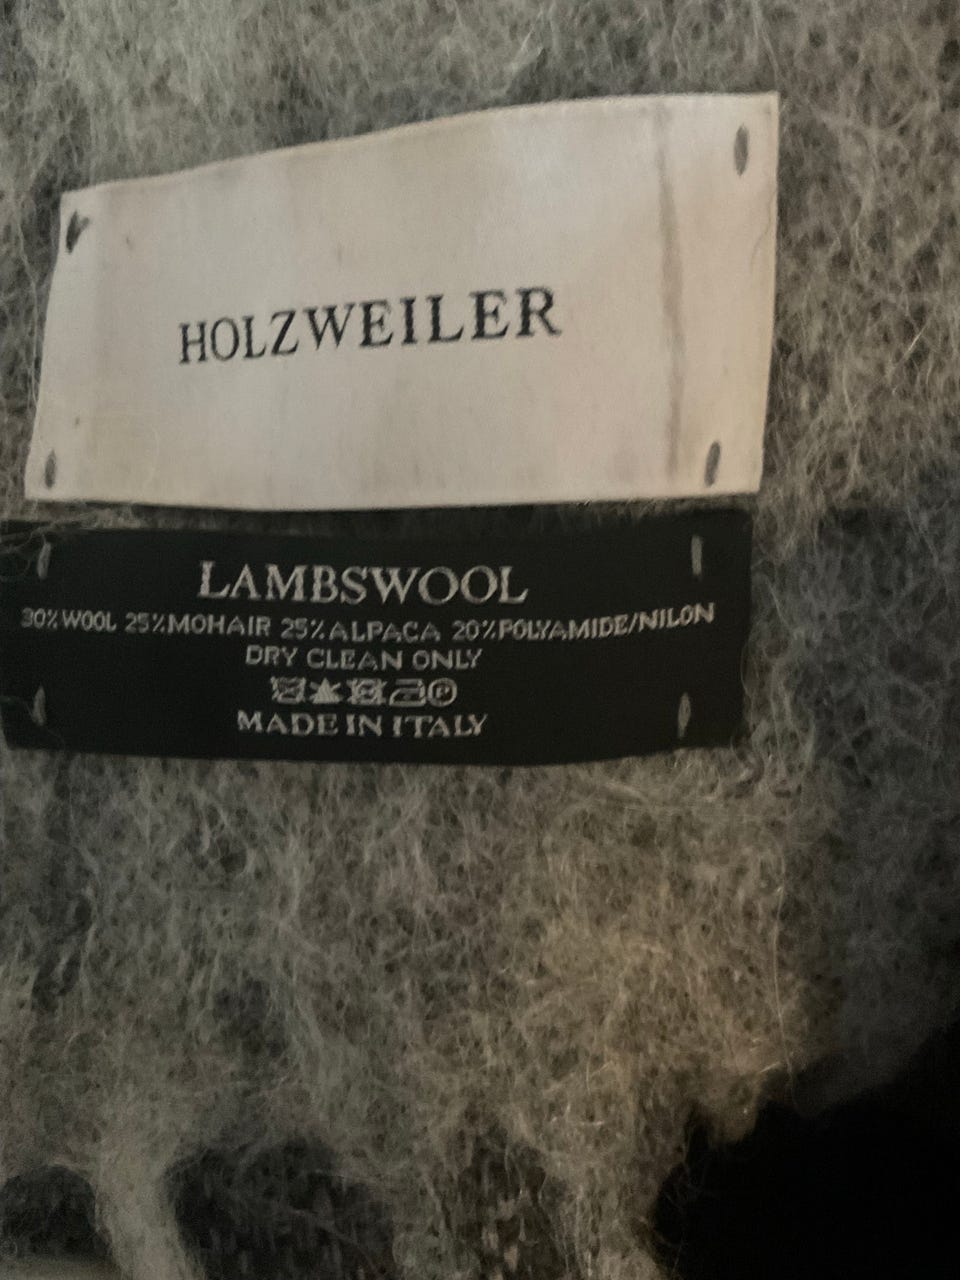 HOLZWEILER
LAMBSWOOL
30% WOOL 25%MOHAIR 25%ALPACA 20%POLYAMIDE/NILON
DRY CLEAN ONLY
P
MADE IN ITALY